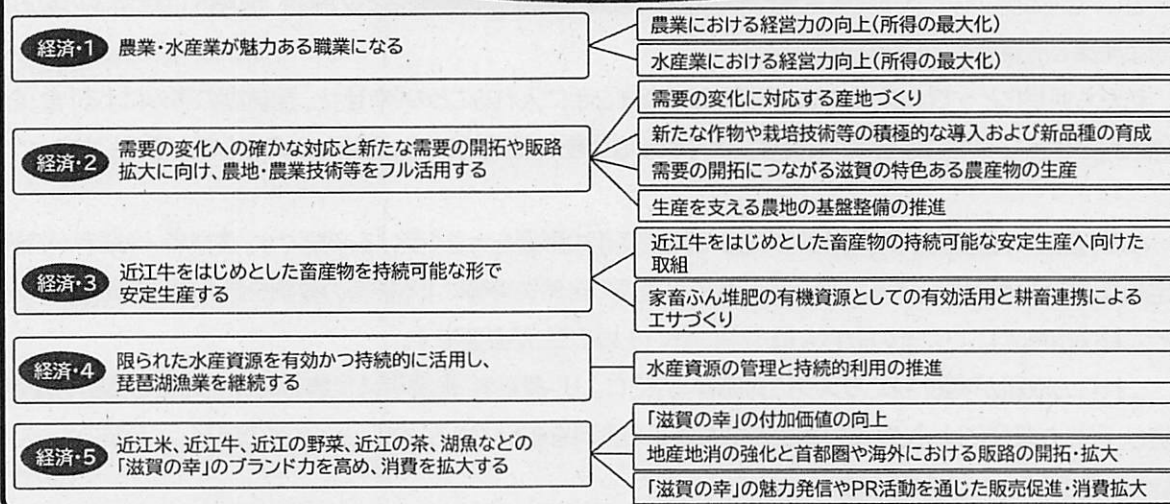 経済・1
農業・水産業が魅力ある職業になる
農業における経営力の向上(所得の最大化)
水産業における経営力向上(所得の最大化)
経済・2
需要の変化への確かな対応と新たな需要の開拓や販路
拡大に向け、農地・農業技術等をフル活用する
需要の変化に対応する産地づくり
新たな作物や栽培技術等の積極的な導入および新品種の育成
需要の開拓につながる滋賀の特色ある農産物の生産
生産を支える農地の基盤整備の推進
経済・3
近江牛をはじめとした畜産物を持続可能な形で
安定生産する
近江牛をはじめとした畜産物の持続可能な安定生産へ向けた
取組
家畜ふん堆肥の有機資源としての有効活用と耕畜連携による
エサづくり
経済・4
限られた水産資源を有効かつ持続的に活用し、
琵琶湖漁業を継続する
水産資源の管理と持続的利用の推進
経済・5
近江米、近江牛、近江の野菜、近江の茶、湖魚などの
「滋賀の幸」のブランド力を高め、消費を拡大する
「滋賀の幸」の付加価値の向上
地産地消の強化と首都圏や海外における販路の開拓・拡大
「滋賀の幸」の魅力発信やPR活動を通じた販売促進・消費拡大